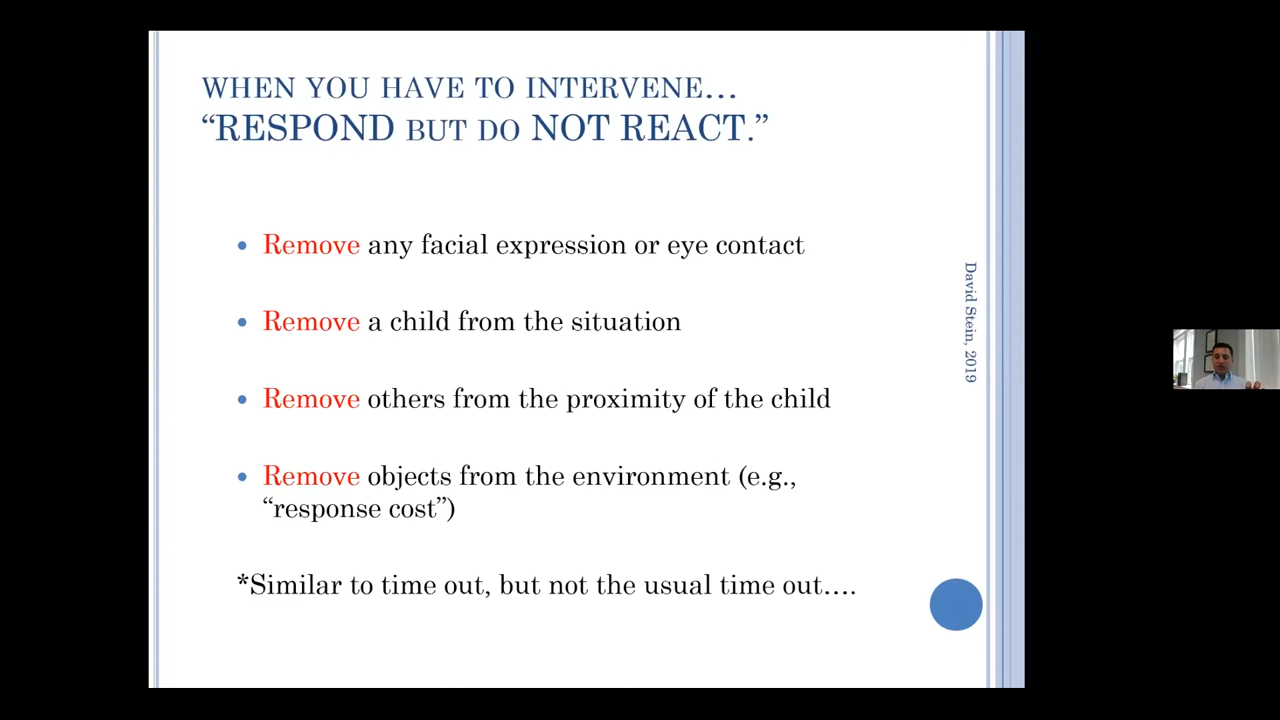 WHEN YOU HAVE TO INTERVENE…
“RESPOND BUT DO NOT REACT.”
• Remove any facial expression or eye contact
• Remove a child from the situation
• Remove others from the proximity of the child
• Remove objects from the environment (e.g.,
“response cost”)
*Similar to time out, but not the usual time out….
David Stein, 2019